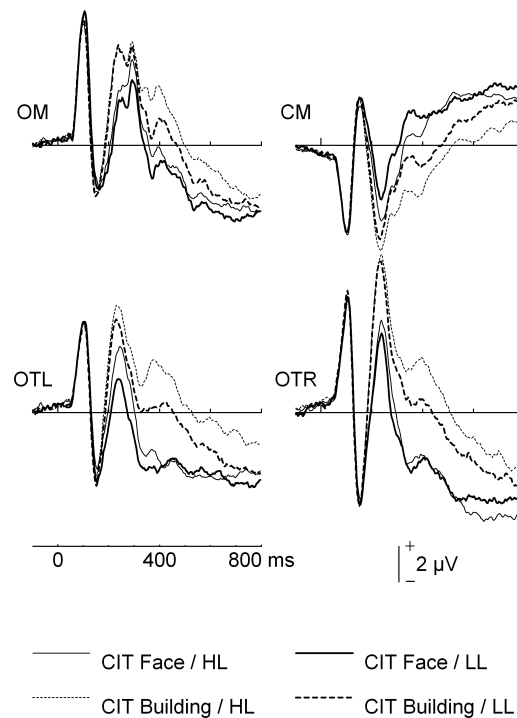 OM
CM
OTL
OTR
0 400 800 ms
+
–
2 µV
CIT Face / HL
CIT Face / LL
CIT Building / HL
CIT Building / LL